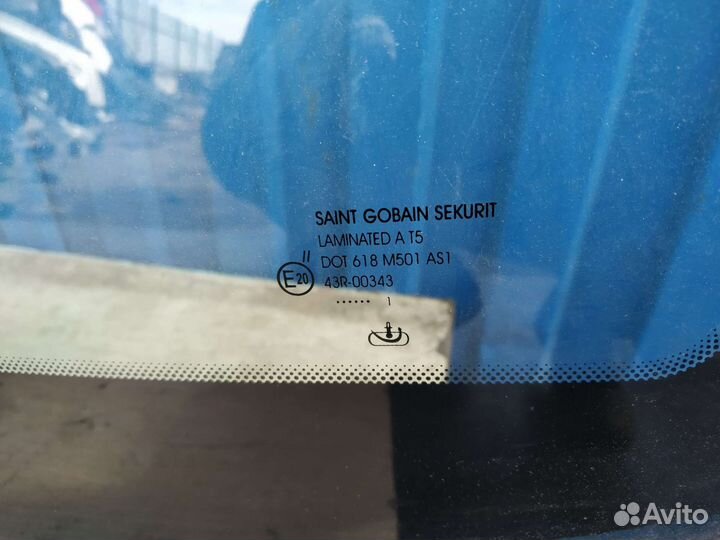 SAINT GOBAIN SEKURIT
LAMINATED A T5
II DOT 618 M501 AS1
E20 43R-00343
...... 1
Avito